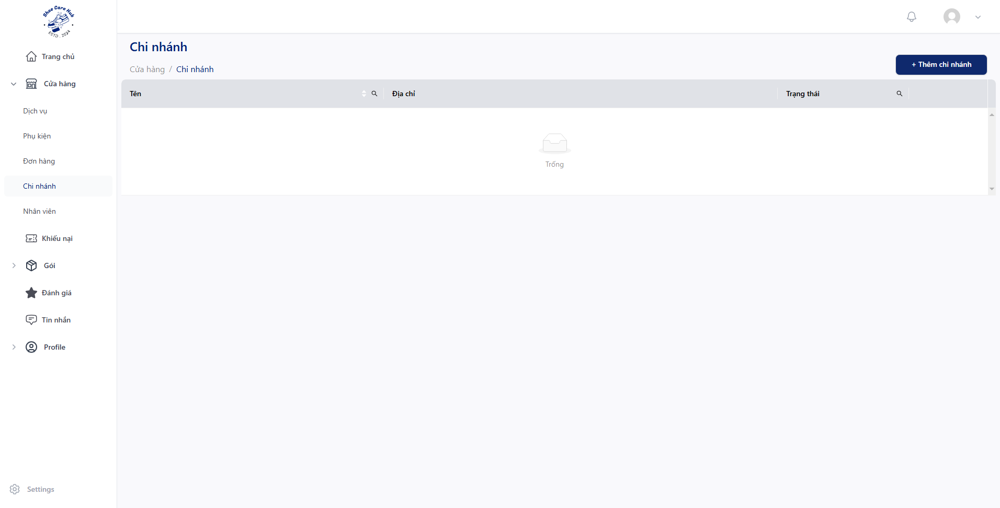 Shoe Care Hub
ESTD . 2024
Trang chủ
Cửa hàng
Dịch vụ
Phụ kiện
Đơn hàng
Chi nhánh
Nhân viên
Khiếu nại
Gói
Đánh giá
Tin nhắn
Profile
Settings
Chi nhánh
Cửa hàng / Chi nhánh
+ Thêm chi nhánh
Tên Địa chỉ Trạng thái
Trống